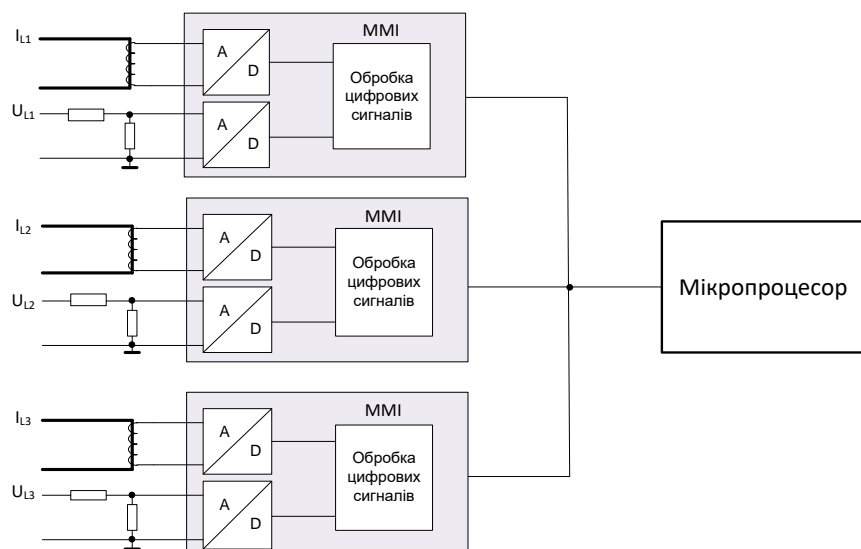 I_L1
MMI
A
D
Обробка
цифрових
сигналів
U_L1
A
D
I_L2
MMI
A
D
Обробка
цифрових
сигналів
U_L2
A
D
Мікропроцесор
I_L3
MMI
A
D
Обробка
цифрових
сигналів
U_L3
A
D